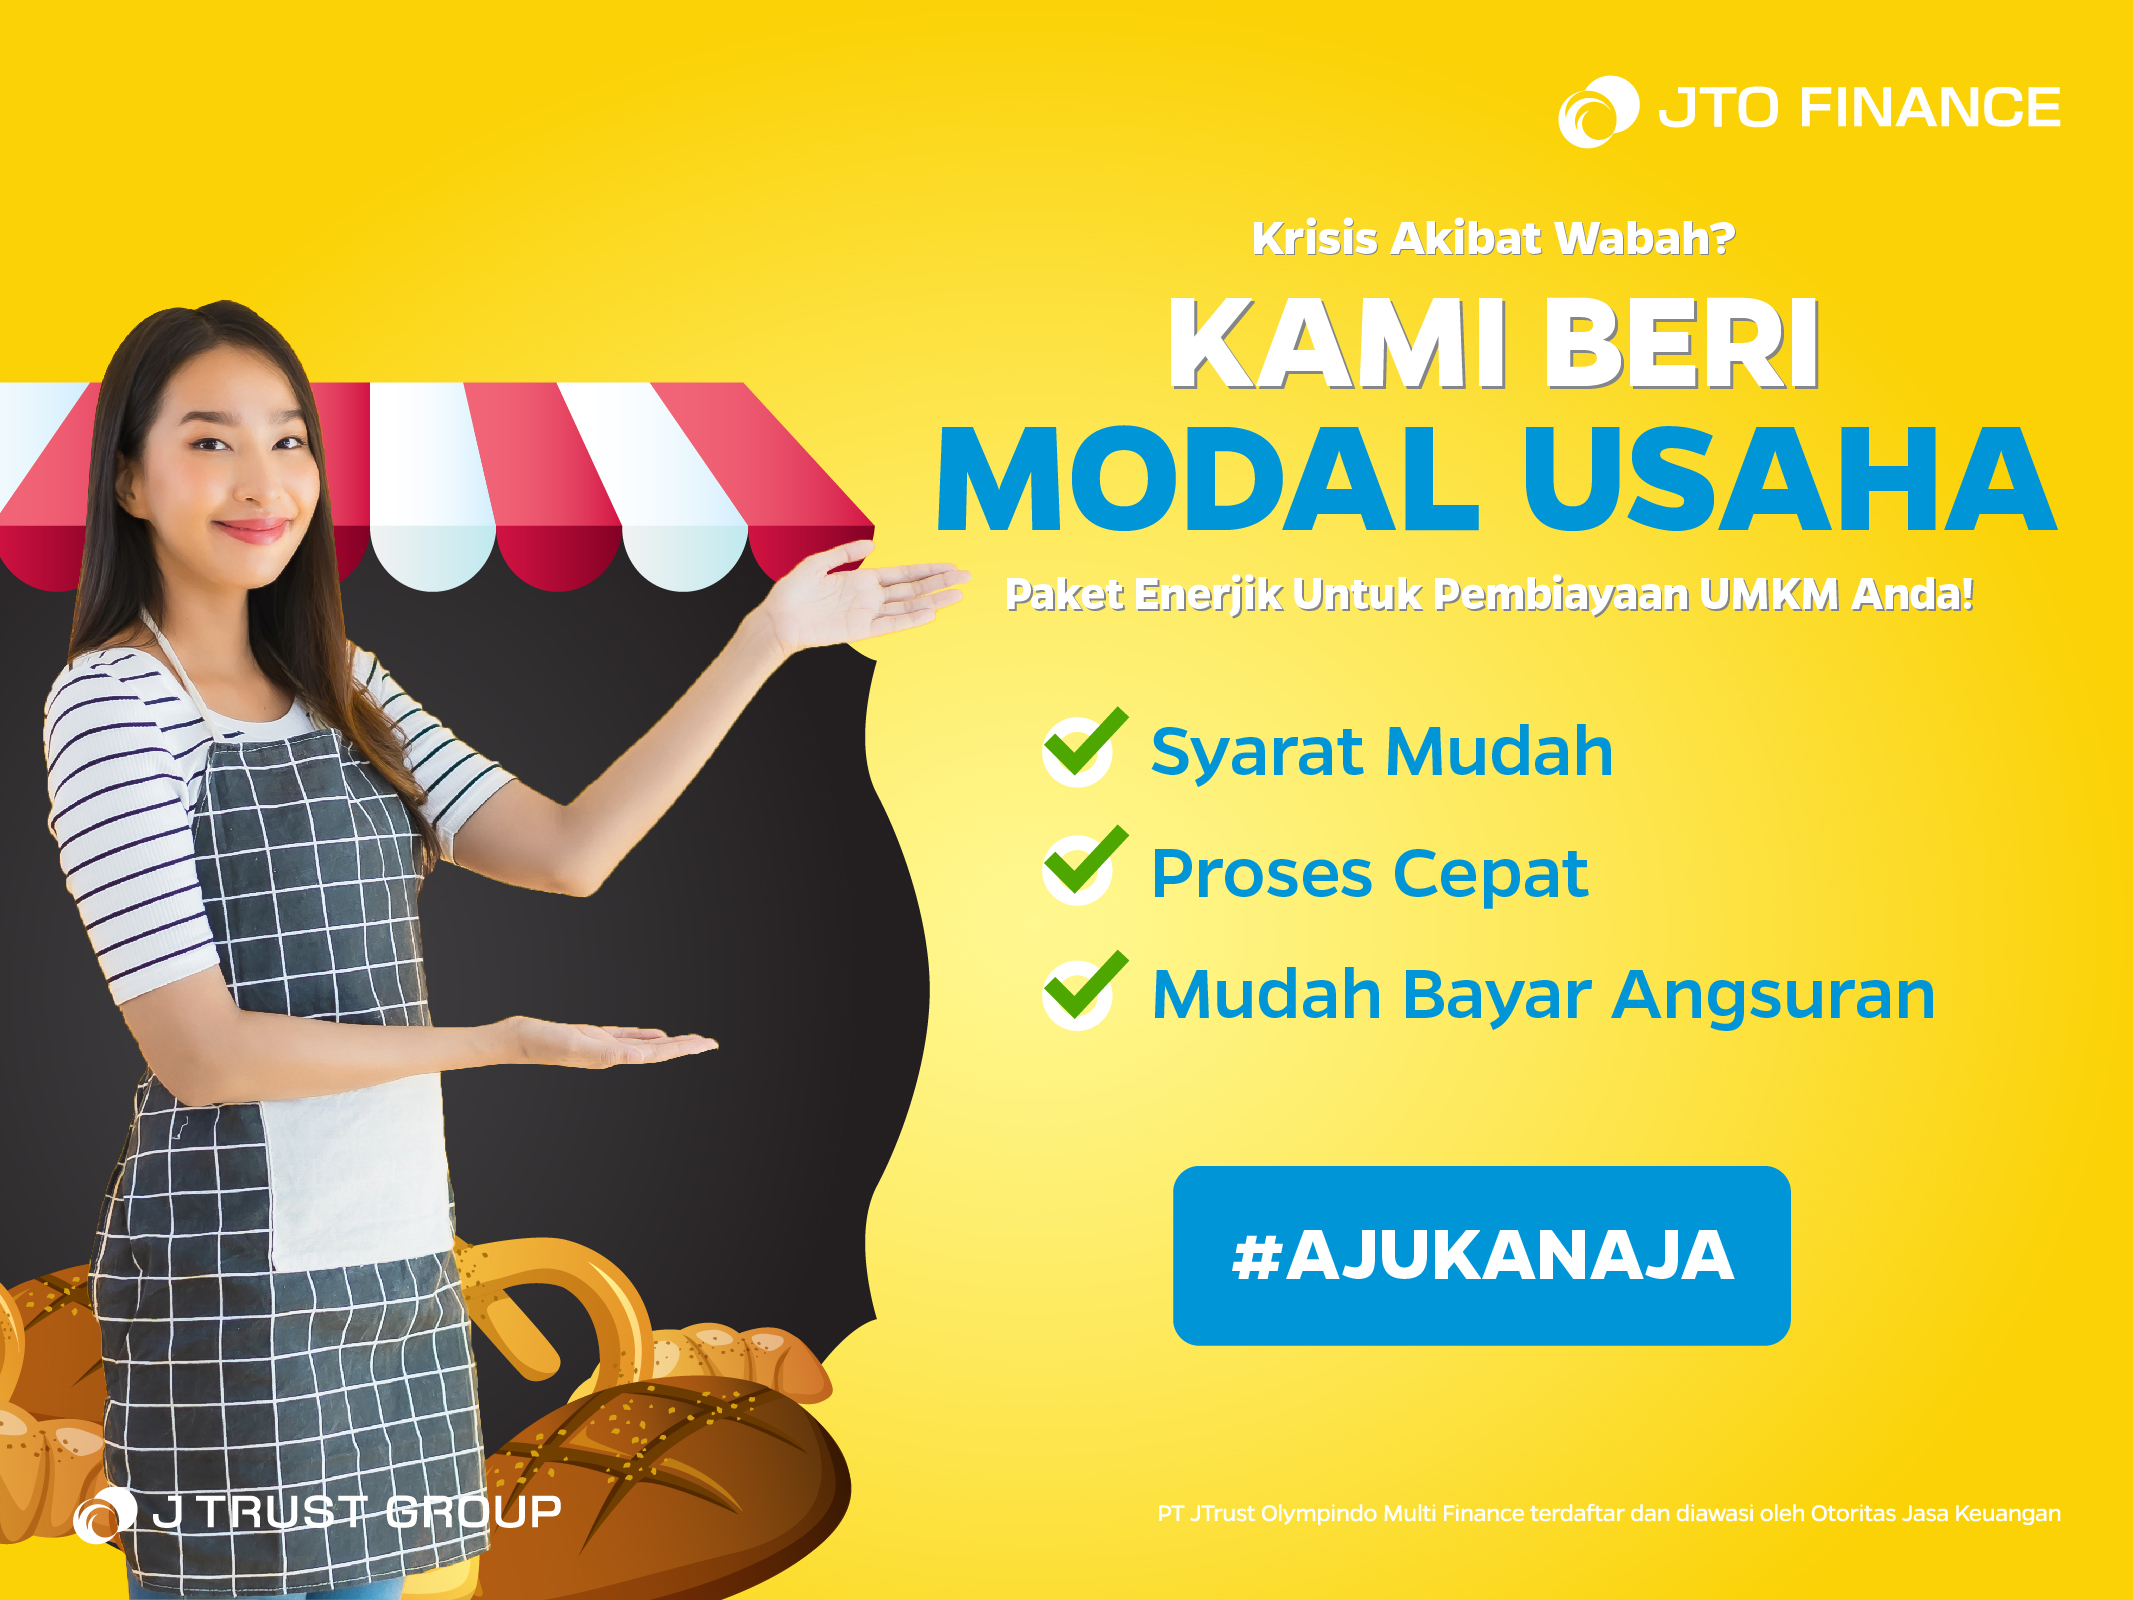 JTO FINANCE
Krisis Akibat Wabah?
KAMI BERI
MODAL USAHA
Paket Enerjik Untuk Pembiayaan UMKM Anda!
Syarat Mudah
Proses Cepat
Mudah Bayar Angsuran
#AJUKANAJA
J TRUST GROUP
PT JTrust Olympindo Multi Finance terdaftar dan diawasi oleh Otoritas Jasa Keuangan